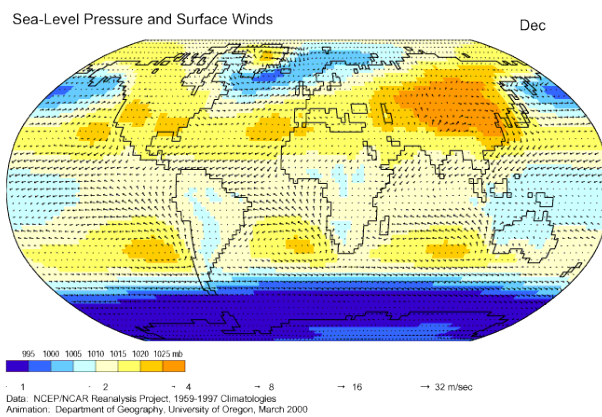 Sea-Level Pressure and Surface Winds
Dec
995 1000 1005 1010 1015 1020 1025 mb
1 2 4 8 16 32 m/sec
Data: NCEP/NCAR Reanalysis Project, 1959-1997 Climatologies
Animation: Department of Geography, University of Oregon, March 2000